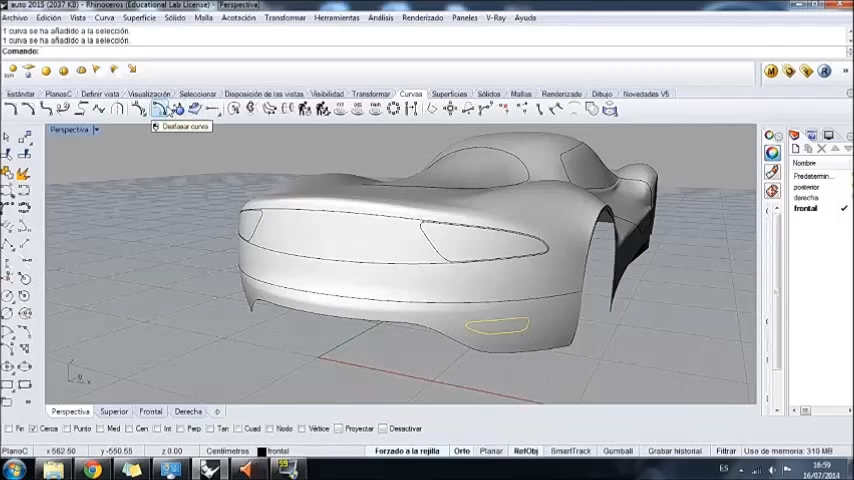 auto 2015 (2037 KB) - Rhinoceros (Educational Lab License) - [Perspectiva]
Archivo Edición Vista Curva Superficie Sólido Malla Acotación Transformar Herramientas Análisis Renderizado Paneles V-Ray Ayuda
1 curva se ha añadido a la selección.
1 curva se ha añadido a la selección.
Comando:
Estándar PlanosC Definir vista Visualización Seleccionar Disposición de las vistas Visibilidad Transformar Curvas Superficies Sólidos Mallas Renderizado Dibujo Novedades V5
Desfasar curva
Perspectiva
Nombre
Predetermin...
posterior
derecha
frontal
z
x
Perspectiva Superior Frontal Derecha
Fin Cerca Punto Med Cen Int Perp Tan Cuad Nodo Vértice Proyectar Desactivar
PlanoC x 562.50 y -550.55 z 0.00 Centímetros frontal Forzado a la rejilla Orto Planar RefObj SmartTrack Gumball Grabar historial Filtrar Uso de memoria: 310 MB
ES 16:59
16/07/2014